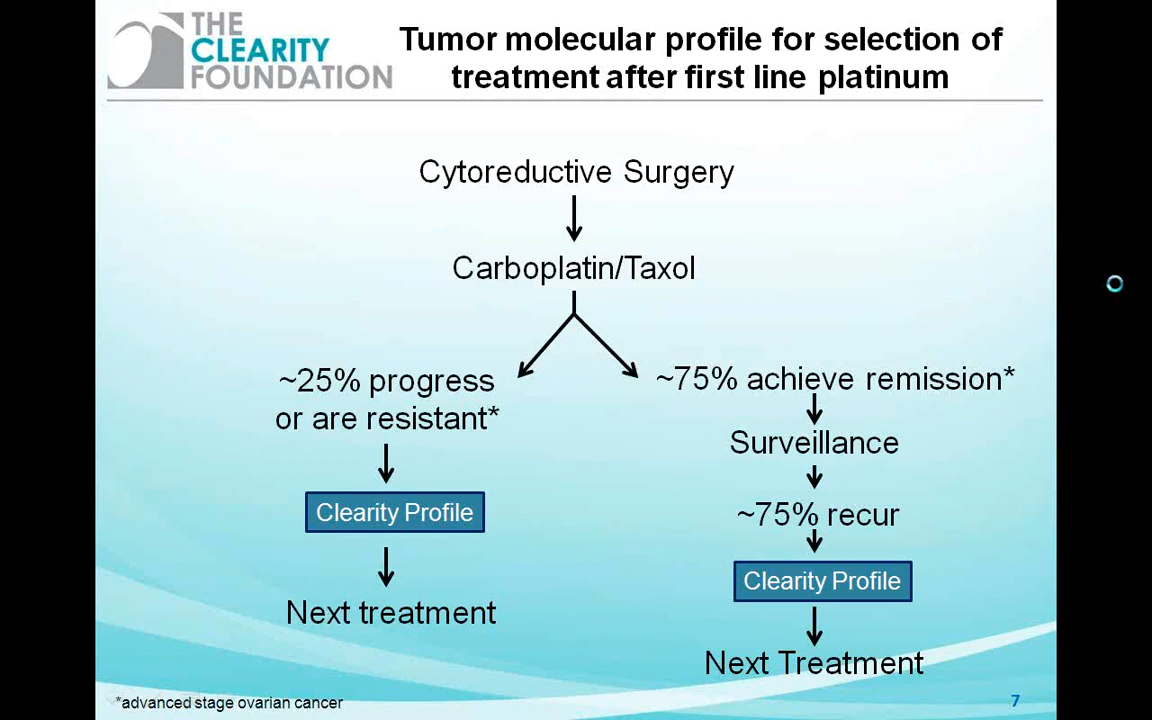 THE
CLEARITY
FOUNDATION
Tumor molecular profile for selection of
treatment after first line platinum
Cytoreductive Surgery
Carboplatin/Taxol
~25% progress
or are resistant*
~75% achieve remission*
Surveillance
~75% recur
Clearity Profile
Clearity Profile
Next treatment
Next Treatment
*advanced stage ovarian cancer
7